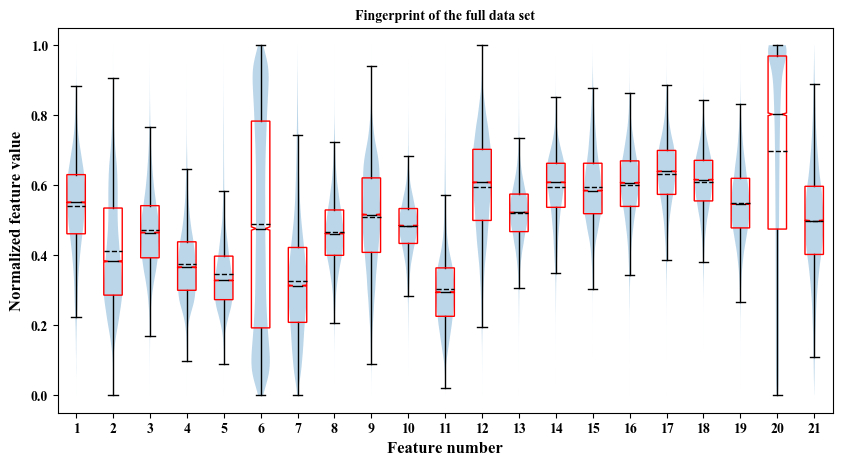 Fingerprint of the full data set
Normalized feature value
1.0
0.8
0.6
0.4
0.2
0.0
1 2 3 4 5 6 7 8 9 10 11 12 13 14 15 16 17 18 19 20 21
Feature number